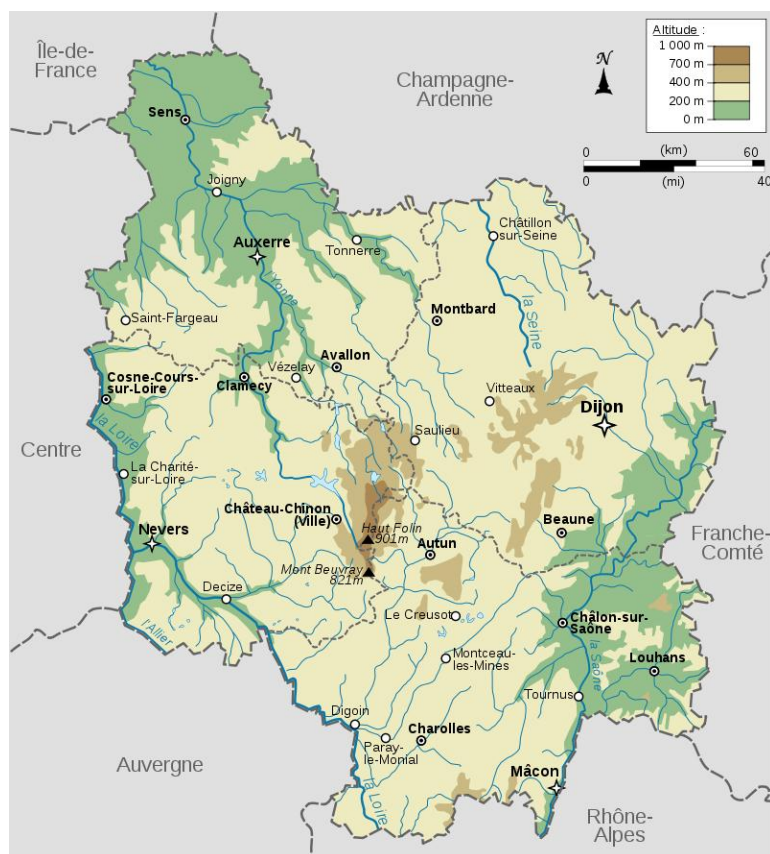 Île-de-
France
Champagne-
Ardenne
Altitude :
1 000 m
700 m
400 m
200 m
0 m
N
0
(km)
60
0
(mi)
40
Sens
Joigny
Auxerre
Tonnerre
Châtillon
sur-Seine
l'Yonne
la Seine
Saint-Fargeau
Montbard
Avallon
Vézelay
Clamecy
Cosne-Cours-
sur-Loire
la Loire
Vitteaux
Dijon
Saulieu
Centre
La Charité-
sur-Loire
Château-Chinon
(Ville)
Nevers
Haut Folin
901m
Autun
Beaune
Franche-
Comté
Mont Beuvray
821m
Decize
l'Allier
Le Creusot
Châlon-sur-
Saône
la Saône
Montceau-
les-Mines
Louhans
Tournus
Digoin
Paray-
le-Monial
Charolles
Auvergne
la Loire
Mâcon
Rhône-
Alpes